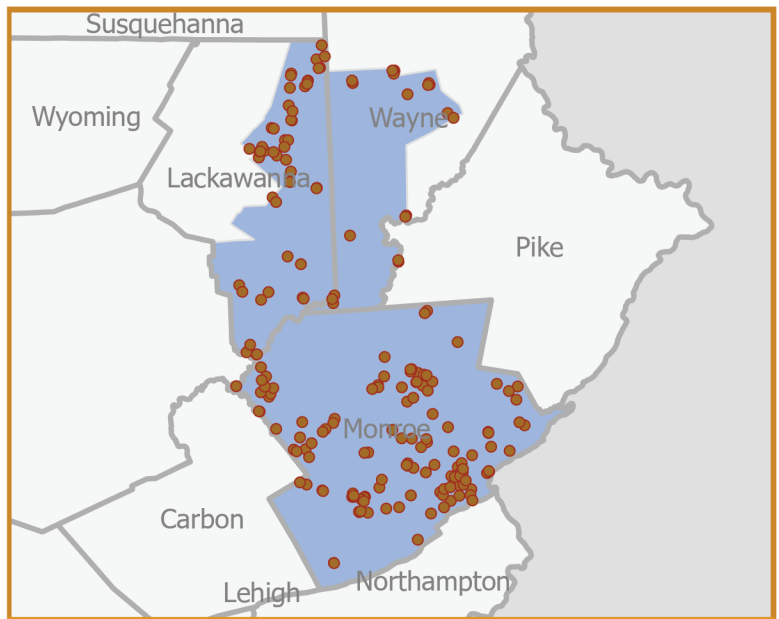 Susquehanna
Wyoming
Wayne
Lackawanna
Pike
Monroe
Carbon
Northampton
Lehigh